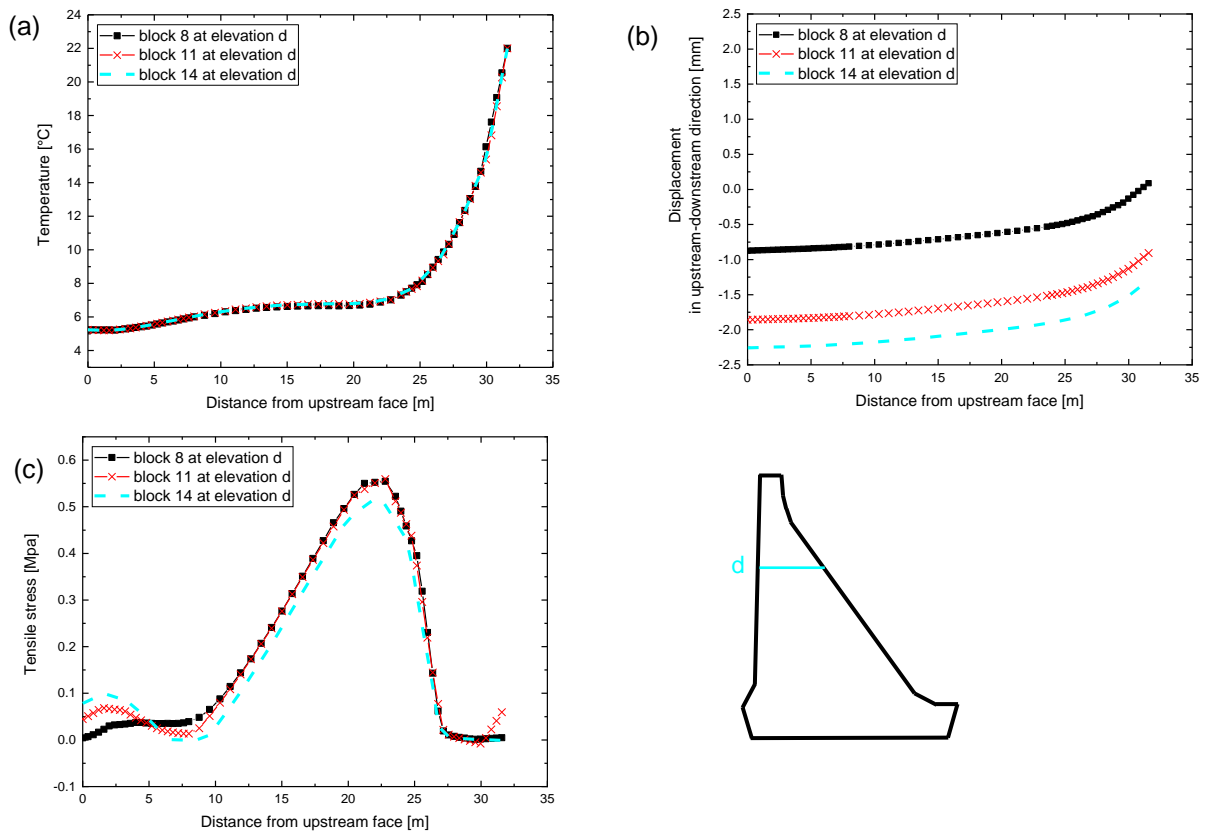 (a)
block 8 at elevation d
block 11 at elevation d
block 14 at elevation d
24
22
20
18
16
14
12
10
8
6
4
Temperature [°C]
0 5 10 15 20 25 30 35
Distance from upstream face [m]
(b)
block 8 at elevation d
block 11 at elevation d
block 14 at elevation d
2.5
2.0
1.5
1.0
0.5
0.0
-0.5
-1.0
-1.5
-2.0
-2.5
Displacement
in upstream-downstream direction [mm]
0 5 10 15 20 25 30 35
Distance from upstream face [m]
(c)
block 8 at elevation d
block 11 at elevation d
block 14 at elevation d
0.6
0.5
0.4
0.3
0.2
0.1
0.0
-0.1
Tensile stress [Mpa]
0 5 10 15 20 25 30 35
Distance from upstream face [m]
d